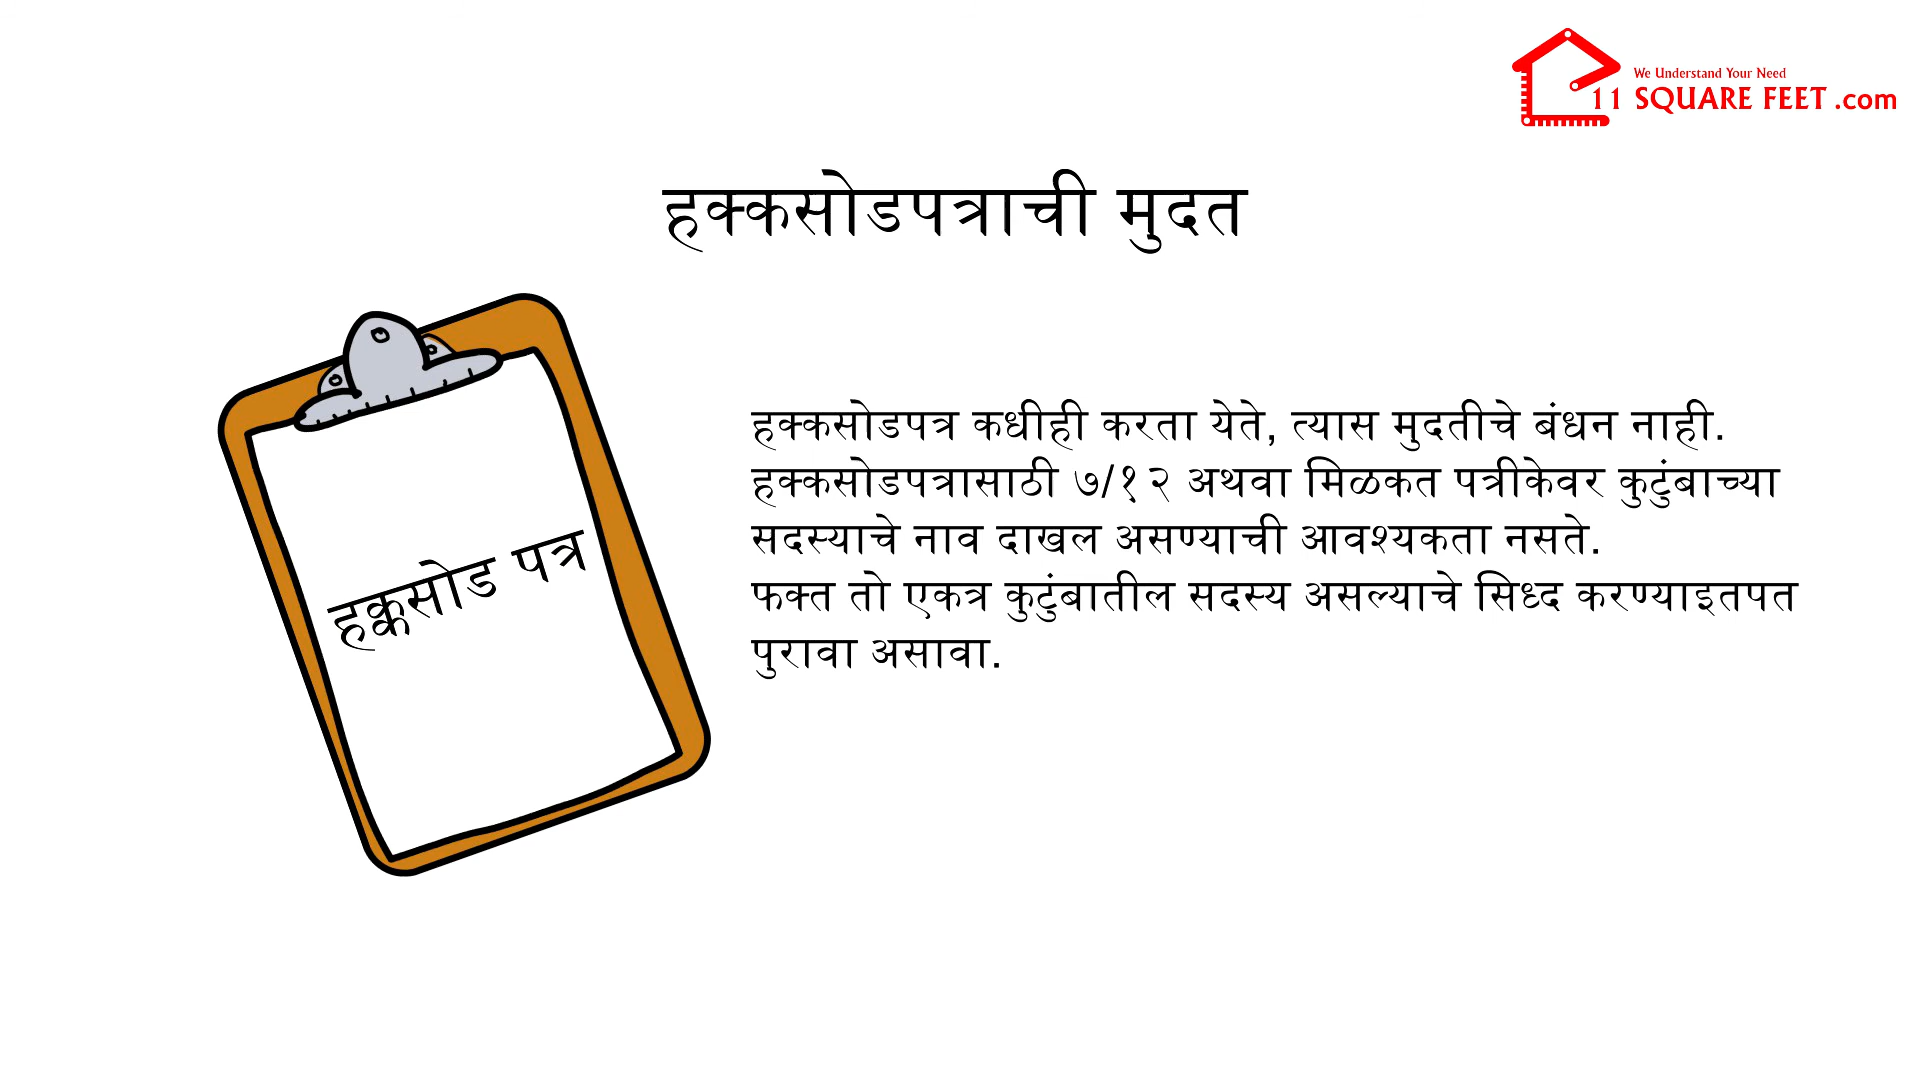 We Understand Your Need
11 SQUARE FEET .com
हक्कसोडपत्राची मुदत
हक्कसोड पत्र
हक्कसोडपत्र कधीही करता येते, त्यास मुदतीचे बंधन नाही.
हक्कसोडपत्रासाठी ७/१२ अथवा मिळकत पत्रीकेवर कुटुंबाच्या
सदस्याचे नाव दाखल असण्याची आवश्यकता नसते.
फक्त तो एकत्र कुटुंबातील सदस्य असल्याचे सिध्द करण्याइतपत
पुरावा असावा.